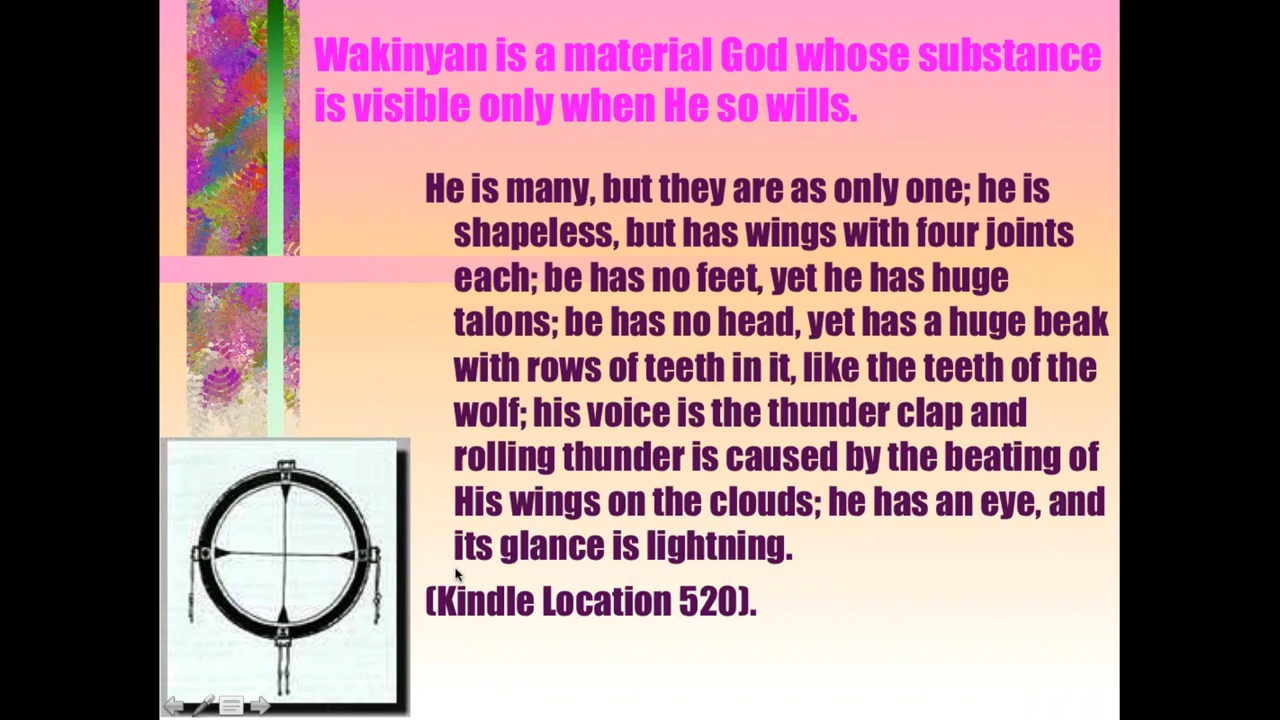 Wakinyan is a material God whose substance
is visible only when He so wills.
He is many, but they are as only one; he is
shapeless, but has wings with four joints
each; be has no feet, yet he has huge
talons; be has no head, yet has a huge beak
with rows of teeth in it, like the teeth of the
wolf; his voice is the thunder clap and
rolling thunder is caused by the beating of
His wings on the clouds; he has an eye, and
its glance is lightning.
(Kindle Location 520).